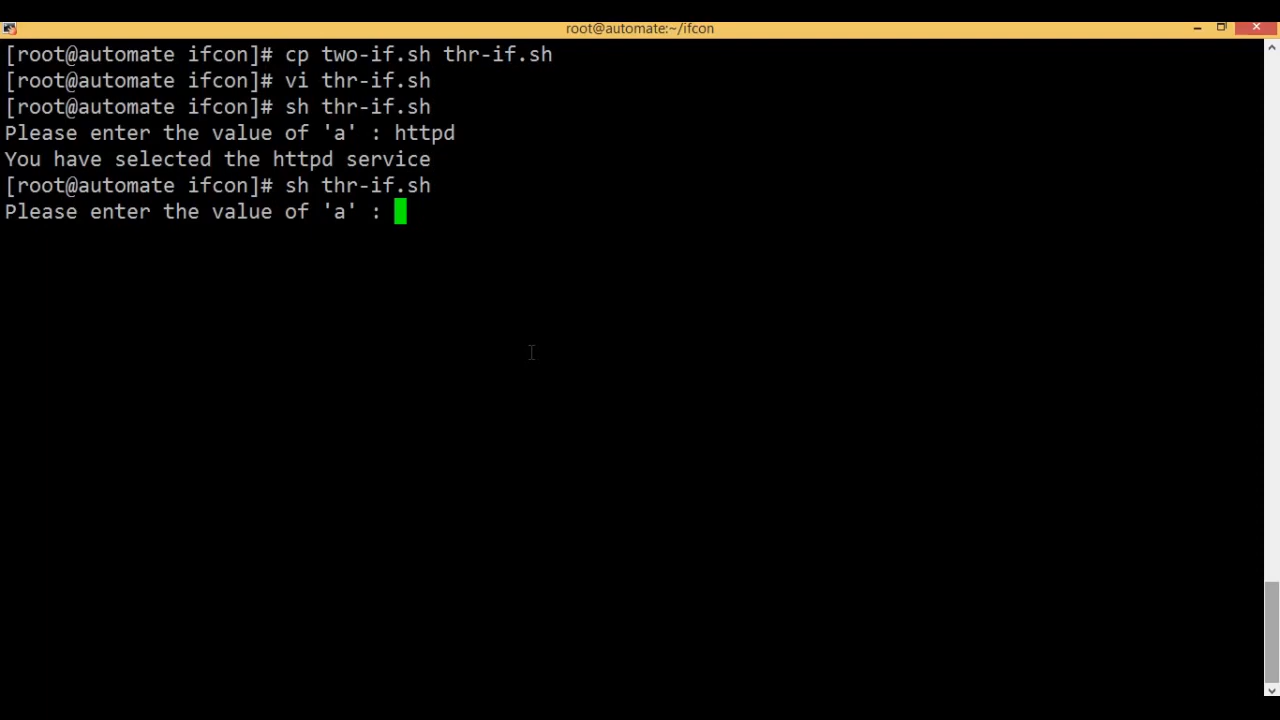 root@automate:~/ifcon
[root@automate ifcon]# cp two-if.sh thr-if.sh
[root@automate ifcon]# vi thr-if.sh
[root@automate ifcon]# sh thr-if.sh
Please enter the value of 'a' : httpd
You have selected the httpd service
[root@automate ifcon]# sh thr-if.sh
Please enter the value of 'a' :